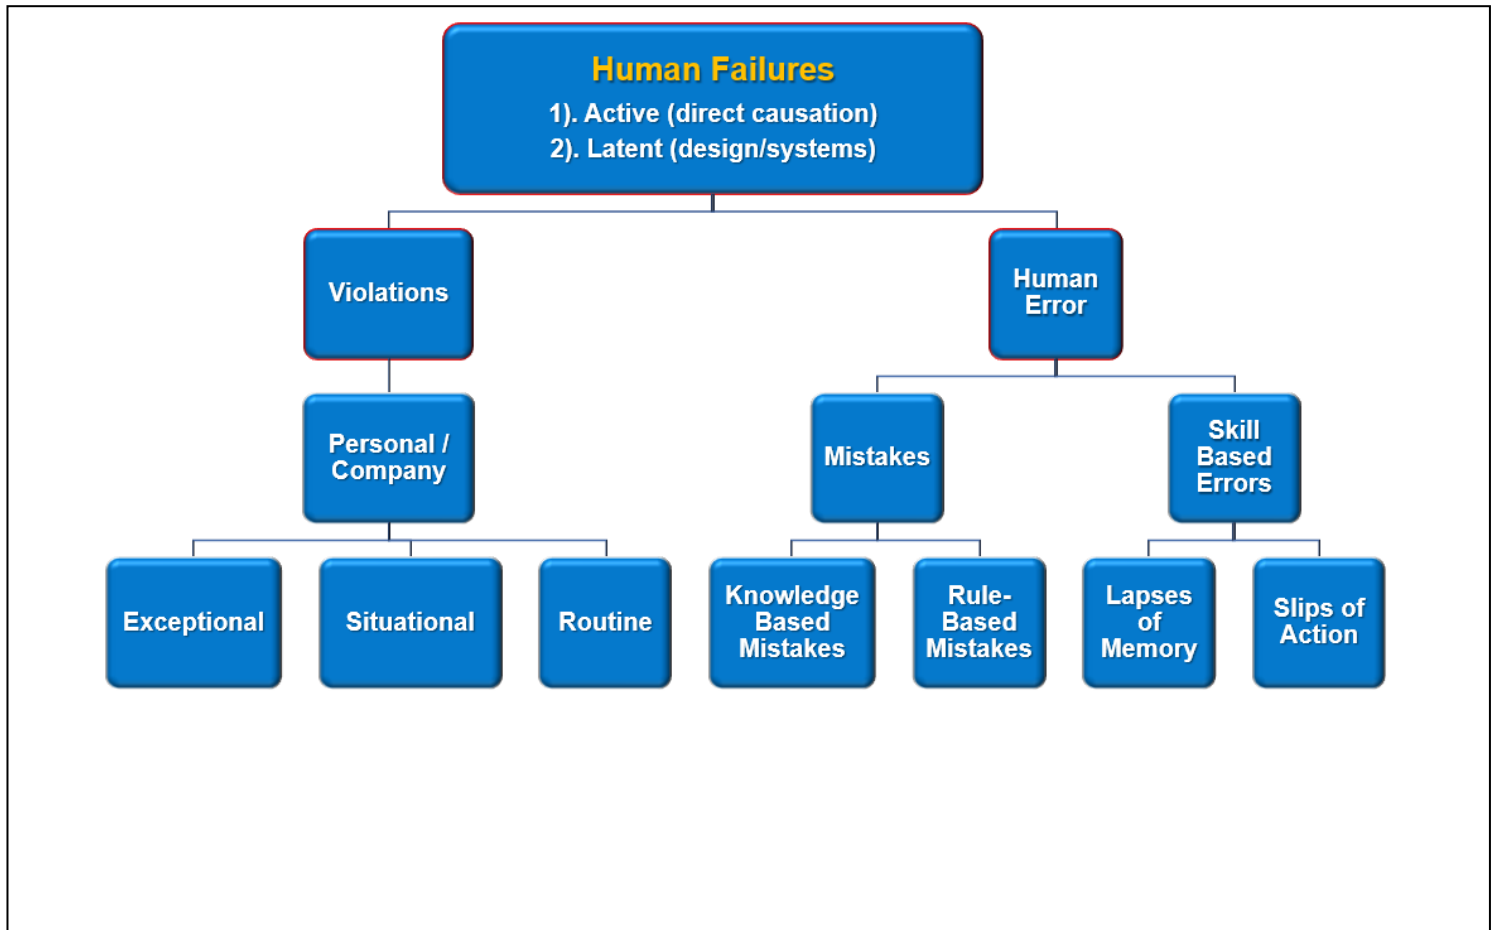 Human Failures
1). Active (direct causation)
2). Latent (design/systems)
Violations
Human
Error
Personal /
Company
Mistakes
Skill
Based
Errors
Exceptional
Situational
Routine
Knowledge
Based
Mistakes
Rule-
Based
Mistakes
Lapses
of
Memory
Slips of
Action